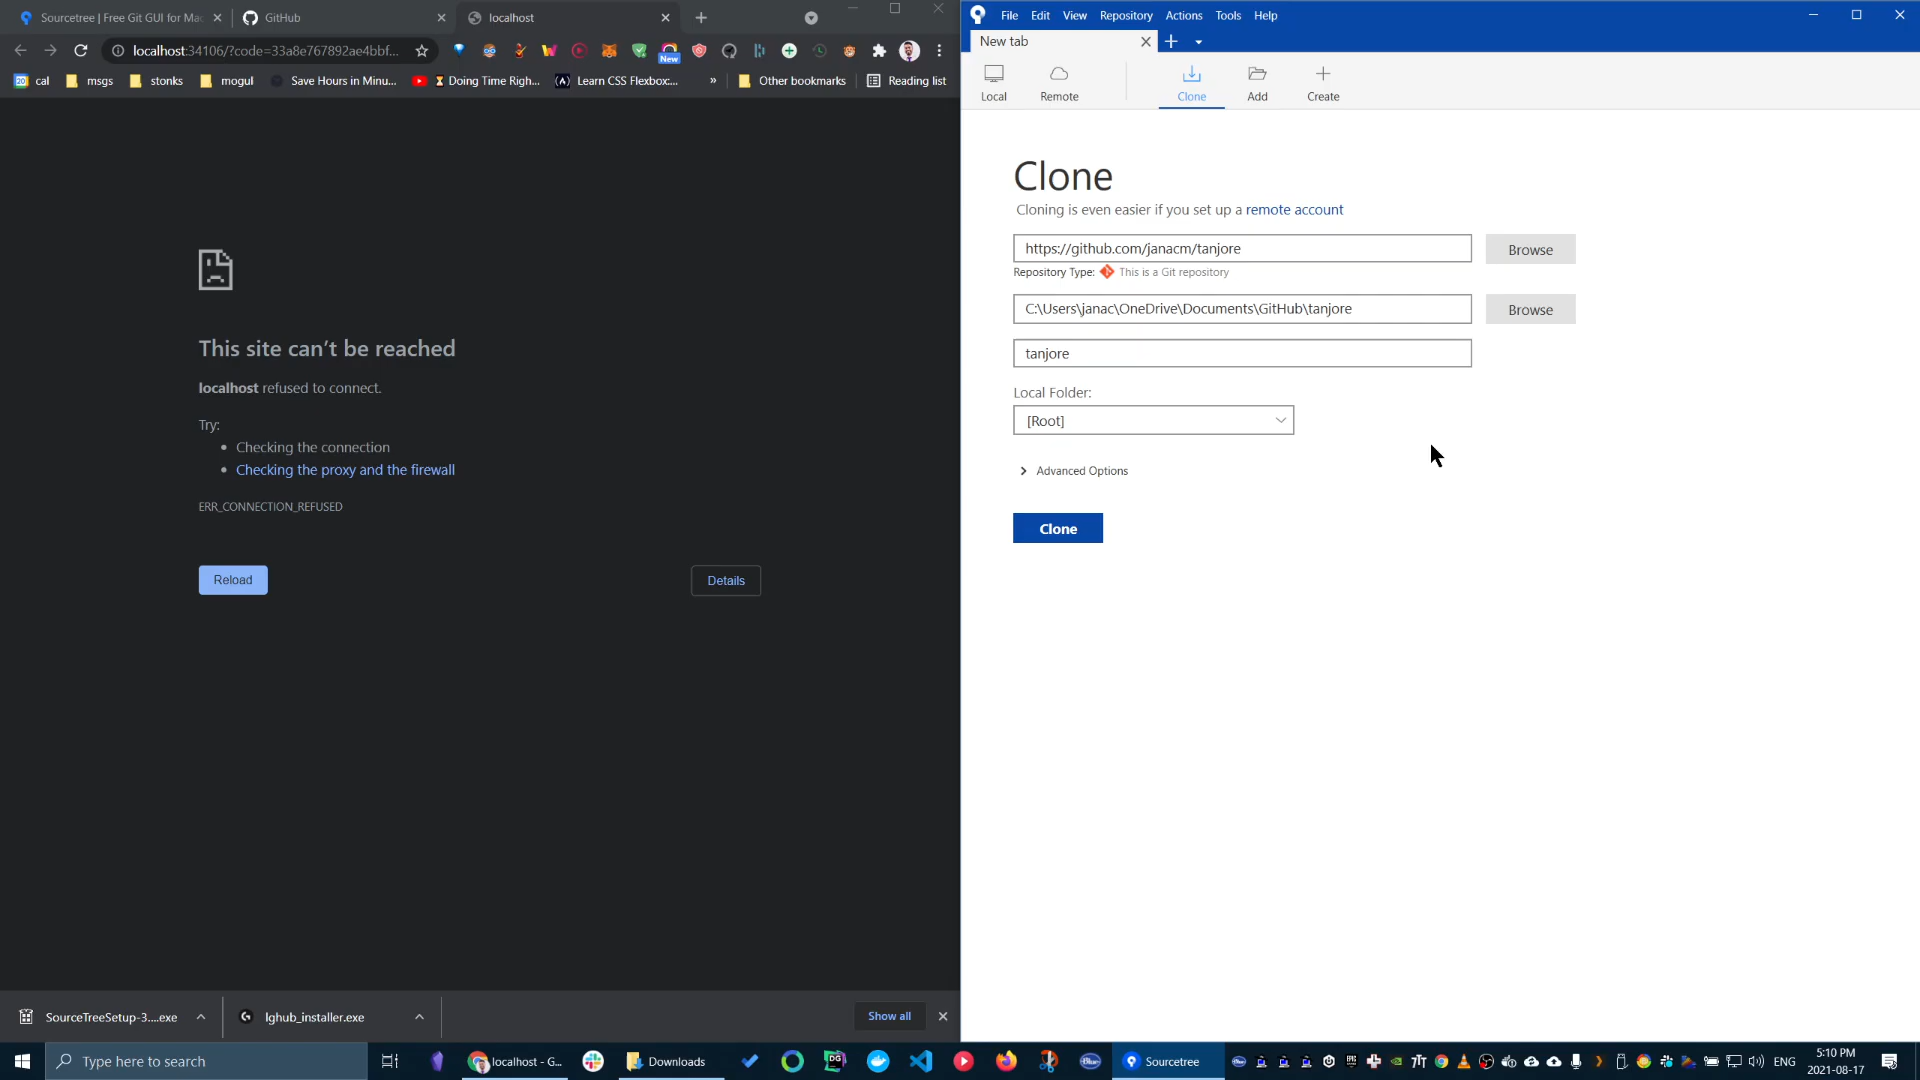 Sourcetree | Free Git GUI for Mac
GitHub
localhost
localhost:34106/?code=33a8e767892ae4bbf...
New
cal
msgs
stonks
mogul
Save Hours in Minu...
Doing Time Righ...
Learn CSS Flexbox:...
»
Other bookmarks
Reading list
This site can’t be reached
localhost refused to connect.
Try:
• Checking the connection
• Checking the proxy and the firewall
ERR_CONNECTION_REFUSED
Reload
Details
SourceTreeSetup-3....exe
lghub_installer.exe
Show all
File Edit View Repository Actions Tools Help
New tab
Local
Remote
Clone
Add
Create
Clone
Cloning is even easier if you set up a remote account
https://github.com/janacm/tanjore
Browse
Repository Type: This is a Git repository
C:\Users\janac\OneDrive\Documents\GitHub\tanjore
Browse
tanjore
Local Folder:
[Root]
Advanced Options
Clone
Type here to search
localhost - G...
Downloads
Sourcetree
ENG
5:10 PM
2021-08-17